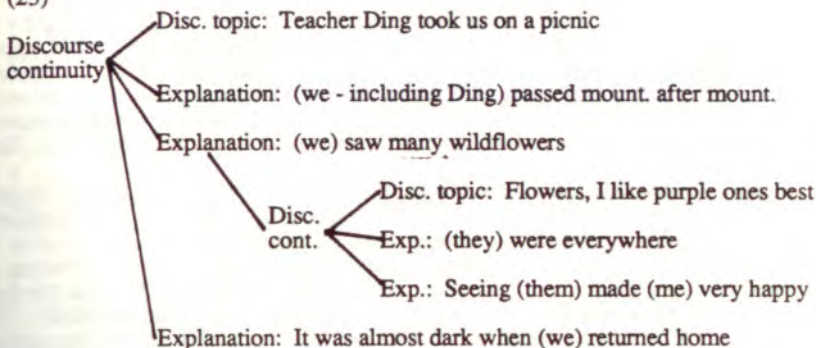 (25)
Disc. topic: Teacher Ding took us on a picnic
Discourse
continuity
Explanation: (we - including Ding) passed mount. after mount.
Explanation: (we) saw many wildflowers
Disc. topic: Flowers, I like purple ones best
Disc.
cont.
Exp.: (they) were everywhere
Exp.: Seeing (them) made (me) very happy
Explanation: It was almost dark when (we) returned home